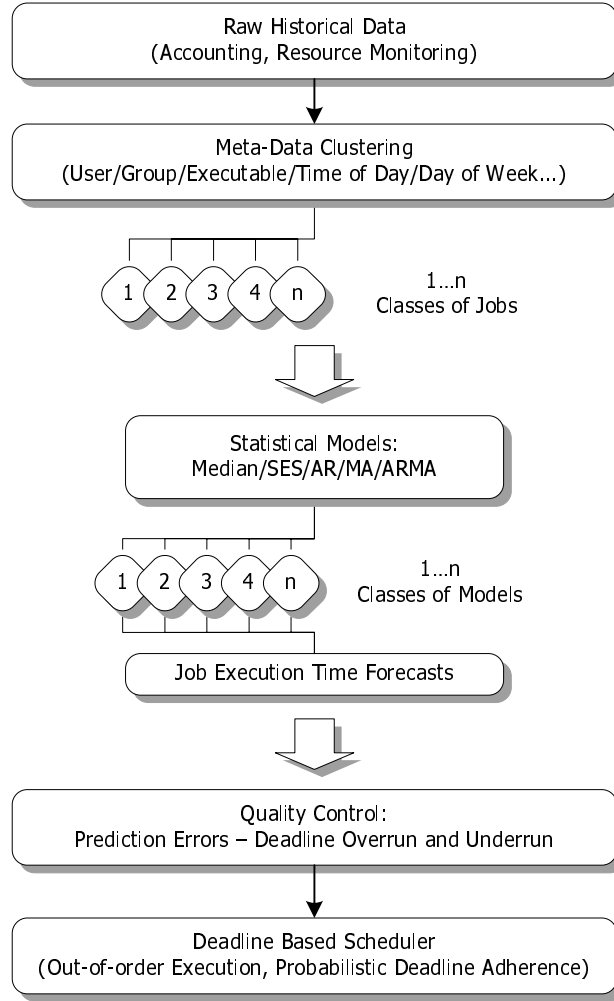 Raw Historical Data
(Accounting, Resource Monitoring)
Meta-Data Clustering
(User/Group/Executable/Time of Day/Day of Week...)
1 2 3 4 n
1...n
Classes of Jobs
Statistical Models:
Median/SES/AR/MA/ARMA
1 2 3 4 n
1...n
Classes of Models
Job Execution Time Forecasts
Quality Control:
Prediction Errors – Deadline Overrun and Underrun
Deadline Based Scheduler
(Out-of-order Execution, Probabilistic Deadline Adherence)